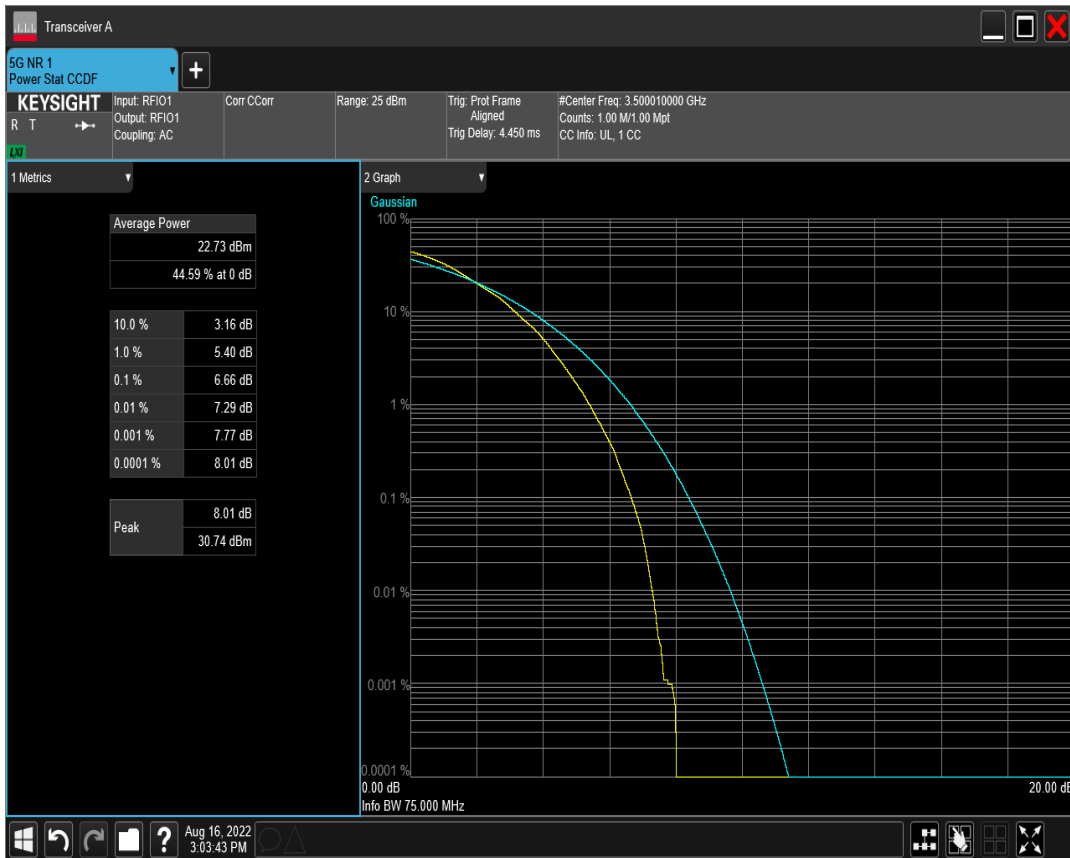 Transceiver A
5G NR 1
Power Stat CCDF
+
KEYSIGHT
R T
LXI
Input: RFIO1
Output: RFIO1
Coupling: AC
Corr CCorr
Range: 25 dBm
Trig: Prot Frame
Aligned
Trig Delay: 4.450 ms
#Center Freq: 3.500010000 GHz
Counts: 1.00 M/1.00 Mpt
CC Info: UL, 1 CC
1 Metrics
Average Power
22.73 dBm
44.59 % at 0 dB
10.0 % 3.16 dB
1.0 % 5.40 dB
0.1 % 6.66 dB
0.01 % 7.29 dB
0.001 % 7.77 dB
0.0001 % 8.01 dB
Peak
8.01 dB
30.74 dBm
2 Graph
Gaussian
100 %
10 %
1 %
0.1 %
0.01 %
0.001 %
0.0001 %
0.00 dB 20.00 dB
Info BW 75.000 MHz
?
Aug 16, 2022
3:03:43 PM